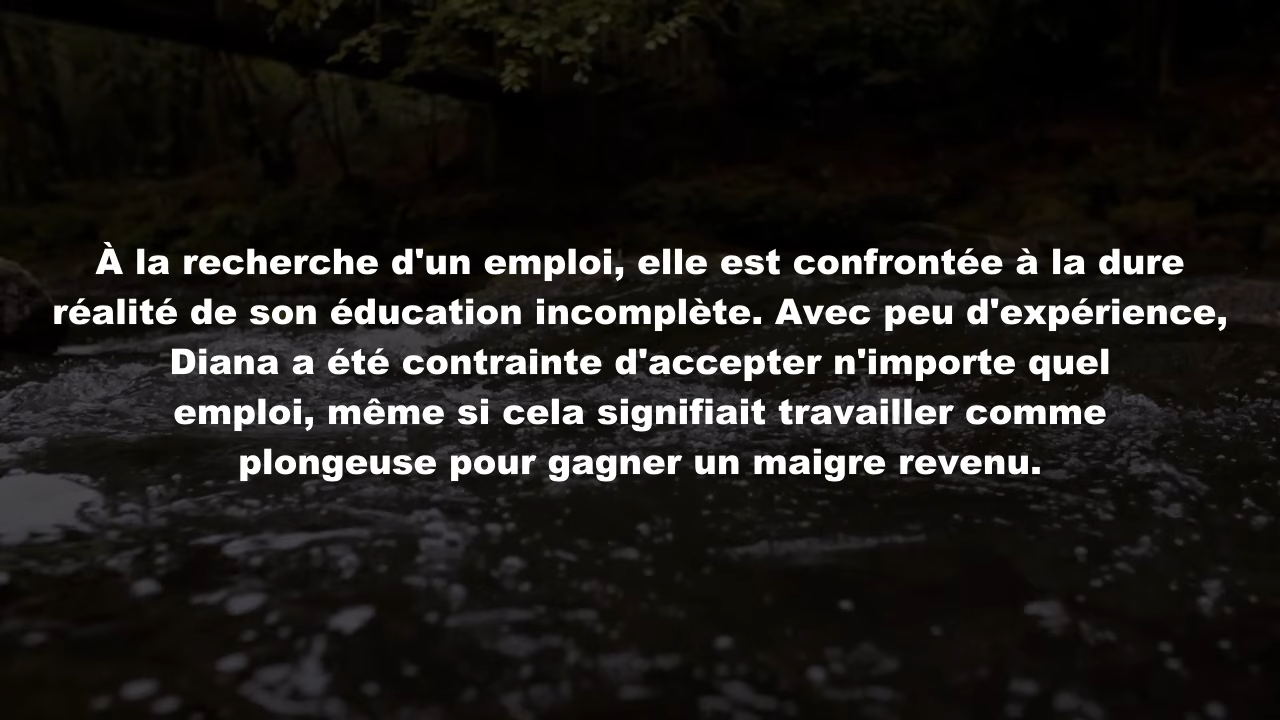 À la recherche d'un emploi, elle est confrontée à la dure
réalité de son éducation incomplète. Avec peu d'expérience,
Diana a été contrainte d'accepter n'importe quel
emploi, même si cela signifiait travailler comme
plongeuse pour gagner un maigre revenu.